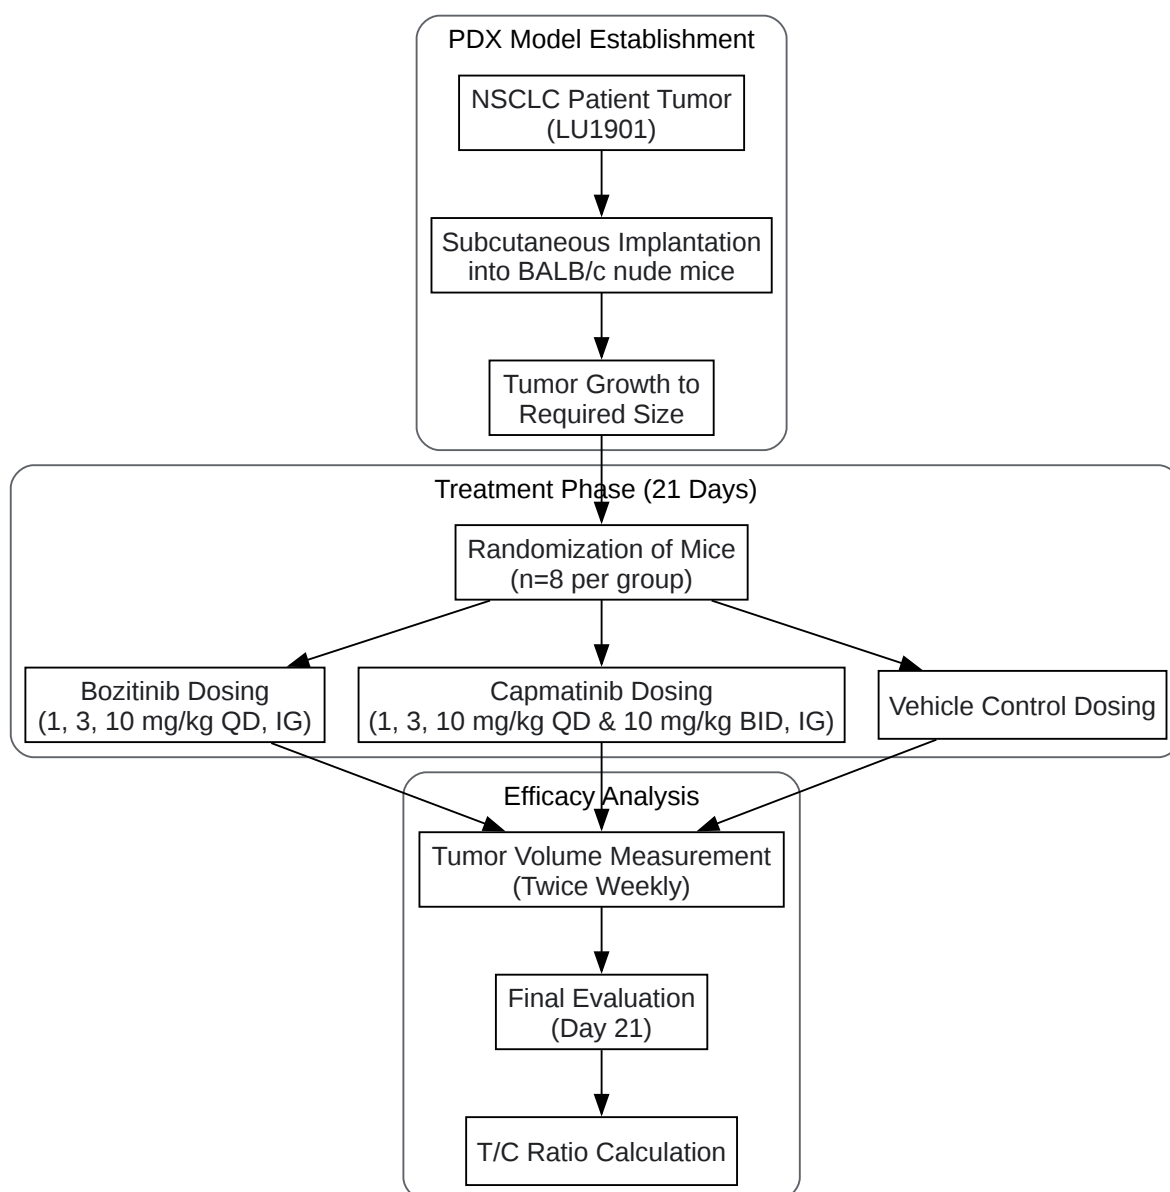 PDX Model Establishment
NSCLC Patient Tumor
(LU1901)
Subcutaneous Implantation
into BALB/c nude mice
Tumor Growth to
Required Size
Treatment Phase (21 Days)
Randomization of Mice
(n=8 per group)
Bozitinib Dosing
(1, 3, 10 mg/kg QD, IG)
Capmatinib Dosing
(1, 3, 10 mg/kg QD & 10 mg/kg BID, IG)
Vehicle Control Dosing
Efficacy Analysis
Tumor Volume Measurement
(Twice Weekly)
Final Evaluation
(Day 21)
T/C Ratio Calculation